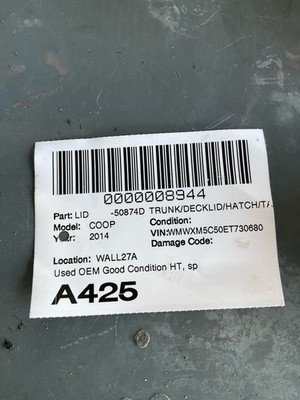 0000008944
Part: LID -50874D TRUNK/DECKLID/HATCH/TA
Model: COOP Condition:
Year: 2014 VIN:WMWXM5C50ET730680
Damage Code:
Location: WALL27A
Used OEM Good Condition HT, sp
A425